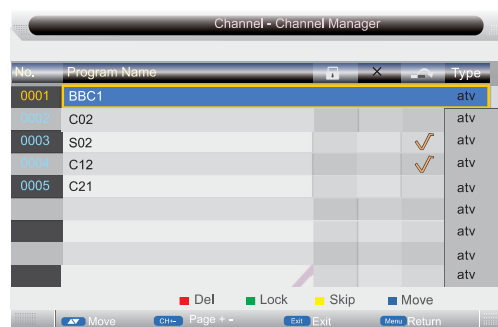 Channel - Channel Manager
No. Program Name × Type
0001 BBC1 atv
0002 C02 atv
0003 S02 atv
0004 C12 atv
0005 C21 atv
atv
atv
atv
atv
Del Lock Skip Move
Move CH+- Page + - Exit Exit Menu Return